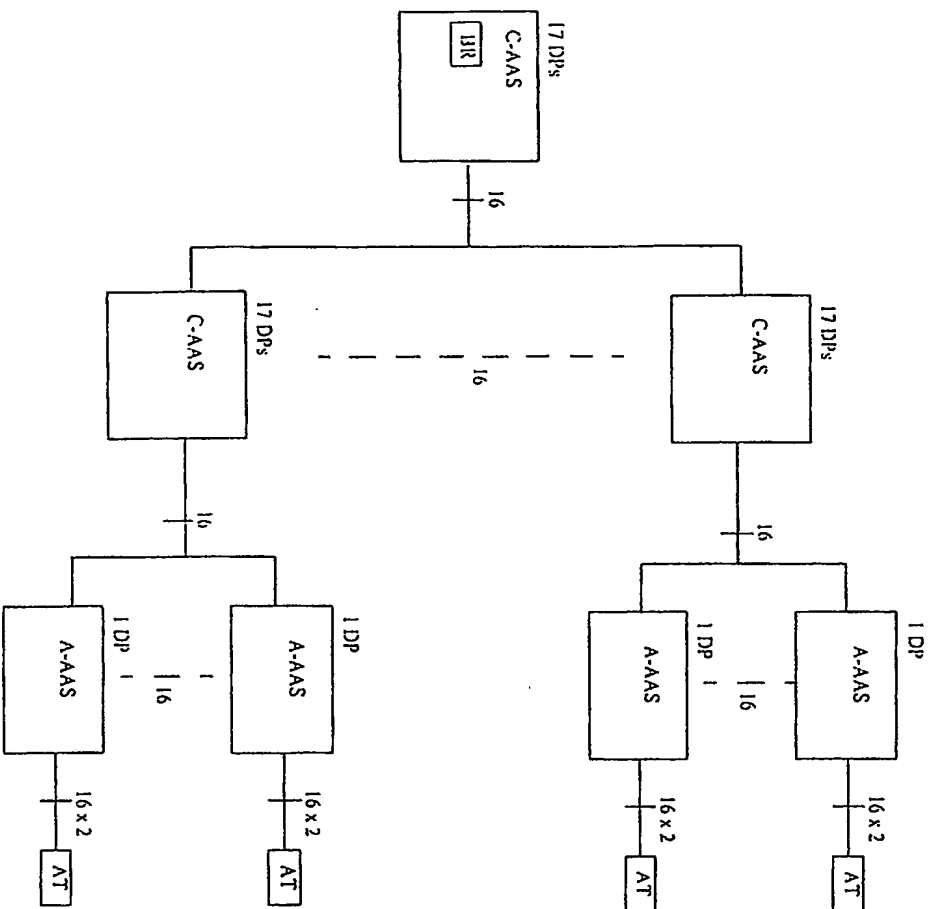 17 DPs
C-AAS
BR
16
17 DPs
C-AAS
16
17 DPs
C-AAS
16
16
1 DP
A-AAS
16
1 DP
A-AAS
1 DP
A-AAS
16
1 DP
A-AAS
16 x 2
16 x 2
16 x 2
16 x 2
AT
AT
AT
AT